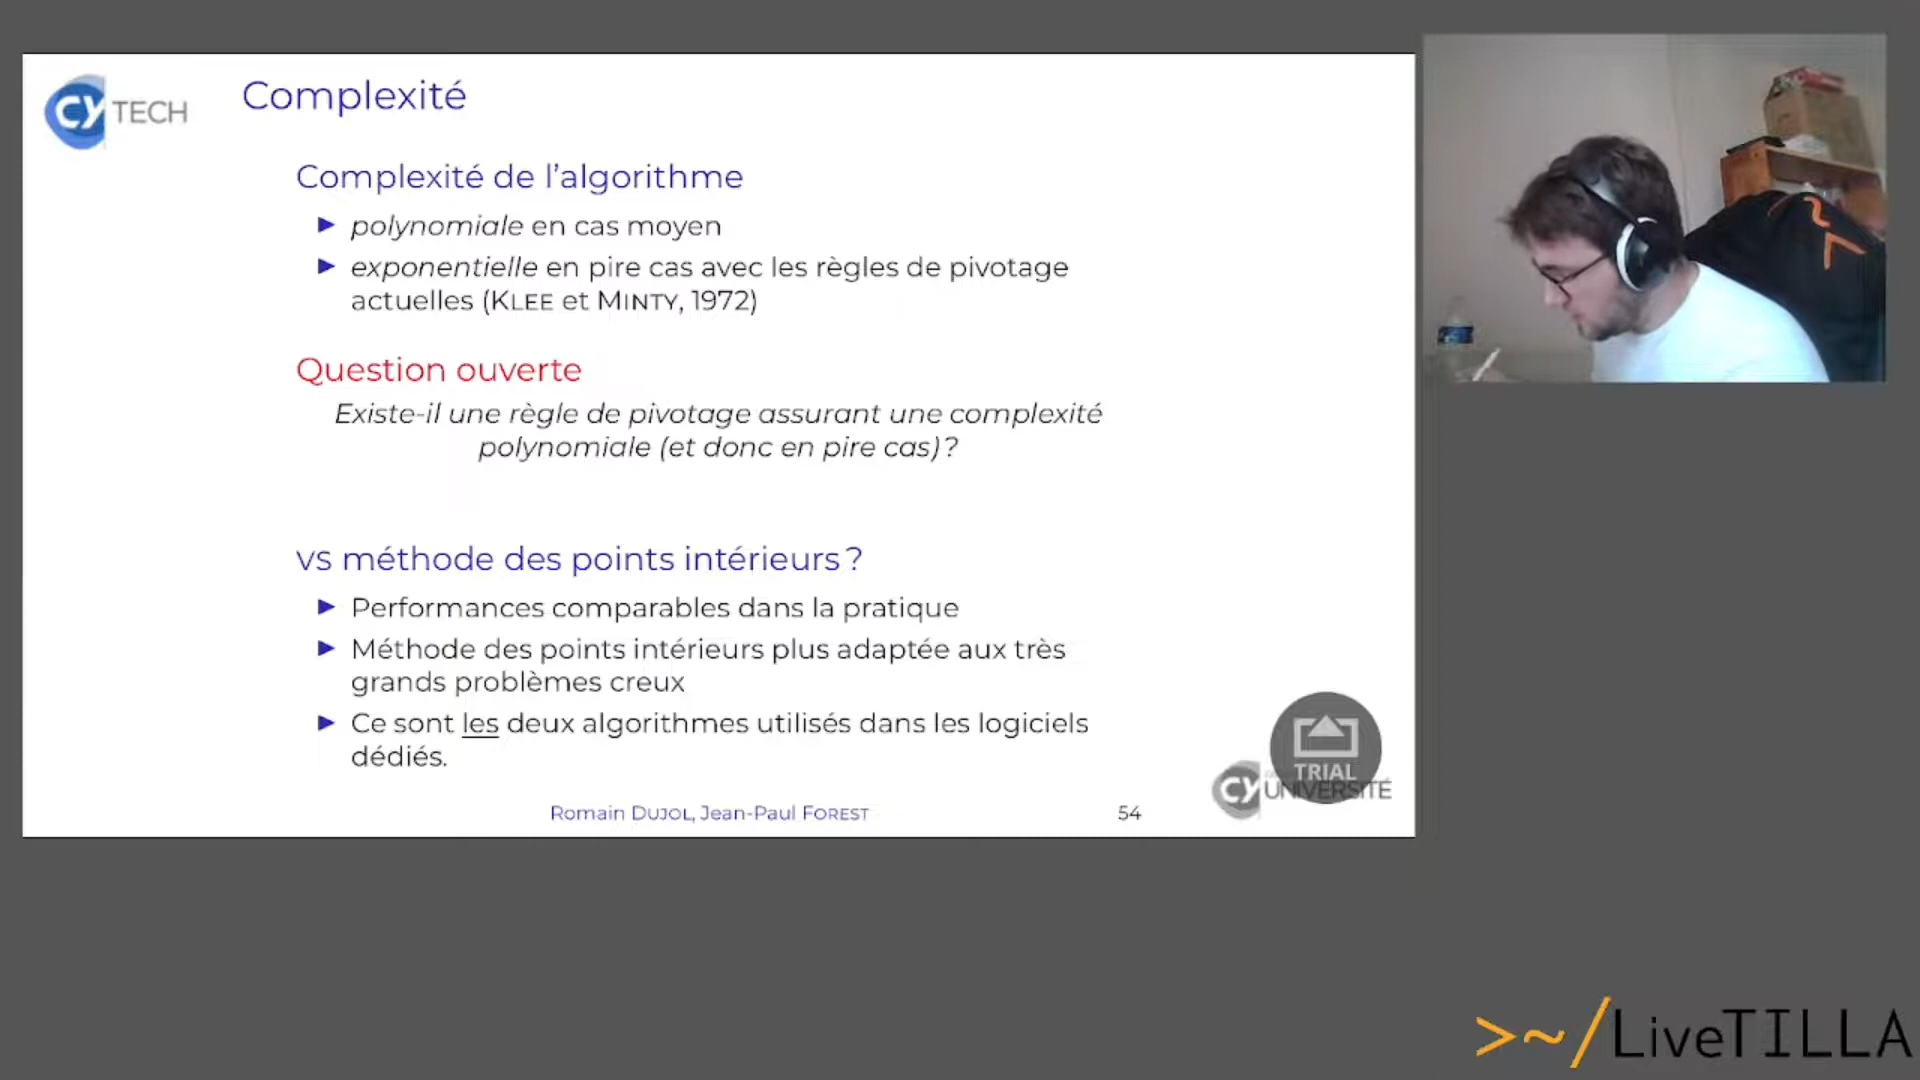 CY TECH
Complexité
Complexité de l’algorithme
▶ polynomiale en cas moyen
▶ exponentielle en pire cas avec les règles de pivotage
actuelles (KLEE et MINTY, 1972)
Question ouverte
Existe-il une règle de pivotage assurant une complexité
polynomiale (et donc en pire cas) ?
vs méthode des points intérieurs ?
▶ Performances comparables dans la pratique
▶ Méthode des points intérieurs plus adaptée aux très
grands problèmes creux
▶ Ce sont les deux algorithmes utilisés dans les logiciels
dédiés.
TRIAL
CY UNIVERSITÉ
Romain DUJOL, Jean-Paul FOREST
54
>~/LiveTILLA